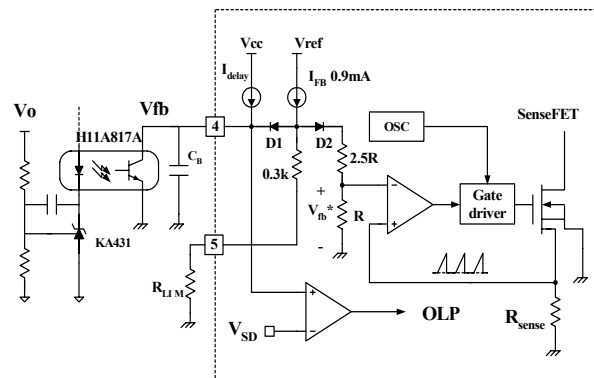 Vcc
Vref
Idelay
IFB 0.9mA
Vo
Vfb
SenseFET
H11A817A
4
D1
D2
OSC
CB
2.5R
0.3k
Gate
driver
+
Vfb*
R
-
−
+
KA431
5
RLIM
+
−
VSD
OLP
Rsense